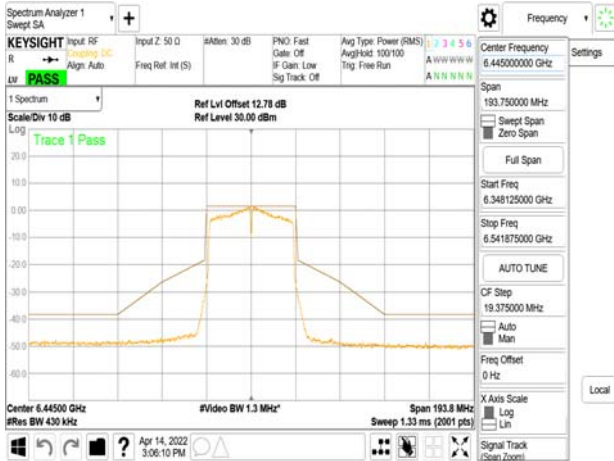 Spectrum Analyzer 1
Swept SA
Frequency
KEYSIGHT
R
LV PASS
Input: RF
Coupling: DC
Align: Auto
Input Z: 50 Ω
Freq Ref: Int (S)
#Atten: 30 dB
PNO: Fast
Gate: Off
IF Gain: Low
Sig Track: Off
Avg Type: Power (RMS)
Avg|Hold: 100/100
Trig: Free Run
1 2 3 4 5 6
A W W W W W
A N N N N N
Center Frequency
6.445000000 GHz
Settings
Span
193.750000 MHz
Swept Span
Zero Span
Full Span
Start Freq
6.348125000 GHz
Stop Freq
6.541875000 GHz
AUTO TUNE
CF Step
19.375000 MHz
Auto
Man
Freq Offset
0 Hz
X Axis Scale
Log
Lin
Signal Track
(Span Zoom)
Local
1 Spectrum
Scale/Div 10 dB
Log
Ref Lvl Offset 12.78 dB
Ref Level 30.00 dBm
Trace 1 Pass
20.0
10.0
0.00
-10.0
-20.0
-30.0
-40.0
-50.0
-60.0
Center 6.44500 GHz
#Res BW 430 kHz
#Video BW 1.3 MHz*
Span 193.8 MHz
Sweep 1.33 ms (2001 pts)
?
Apr 14, 2022
3:06:10 PM